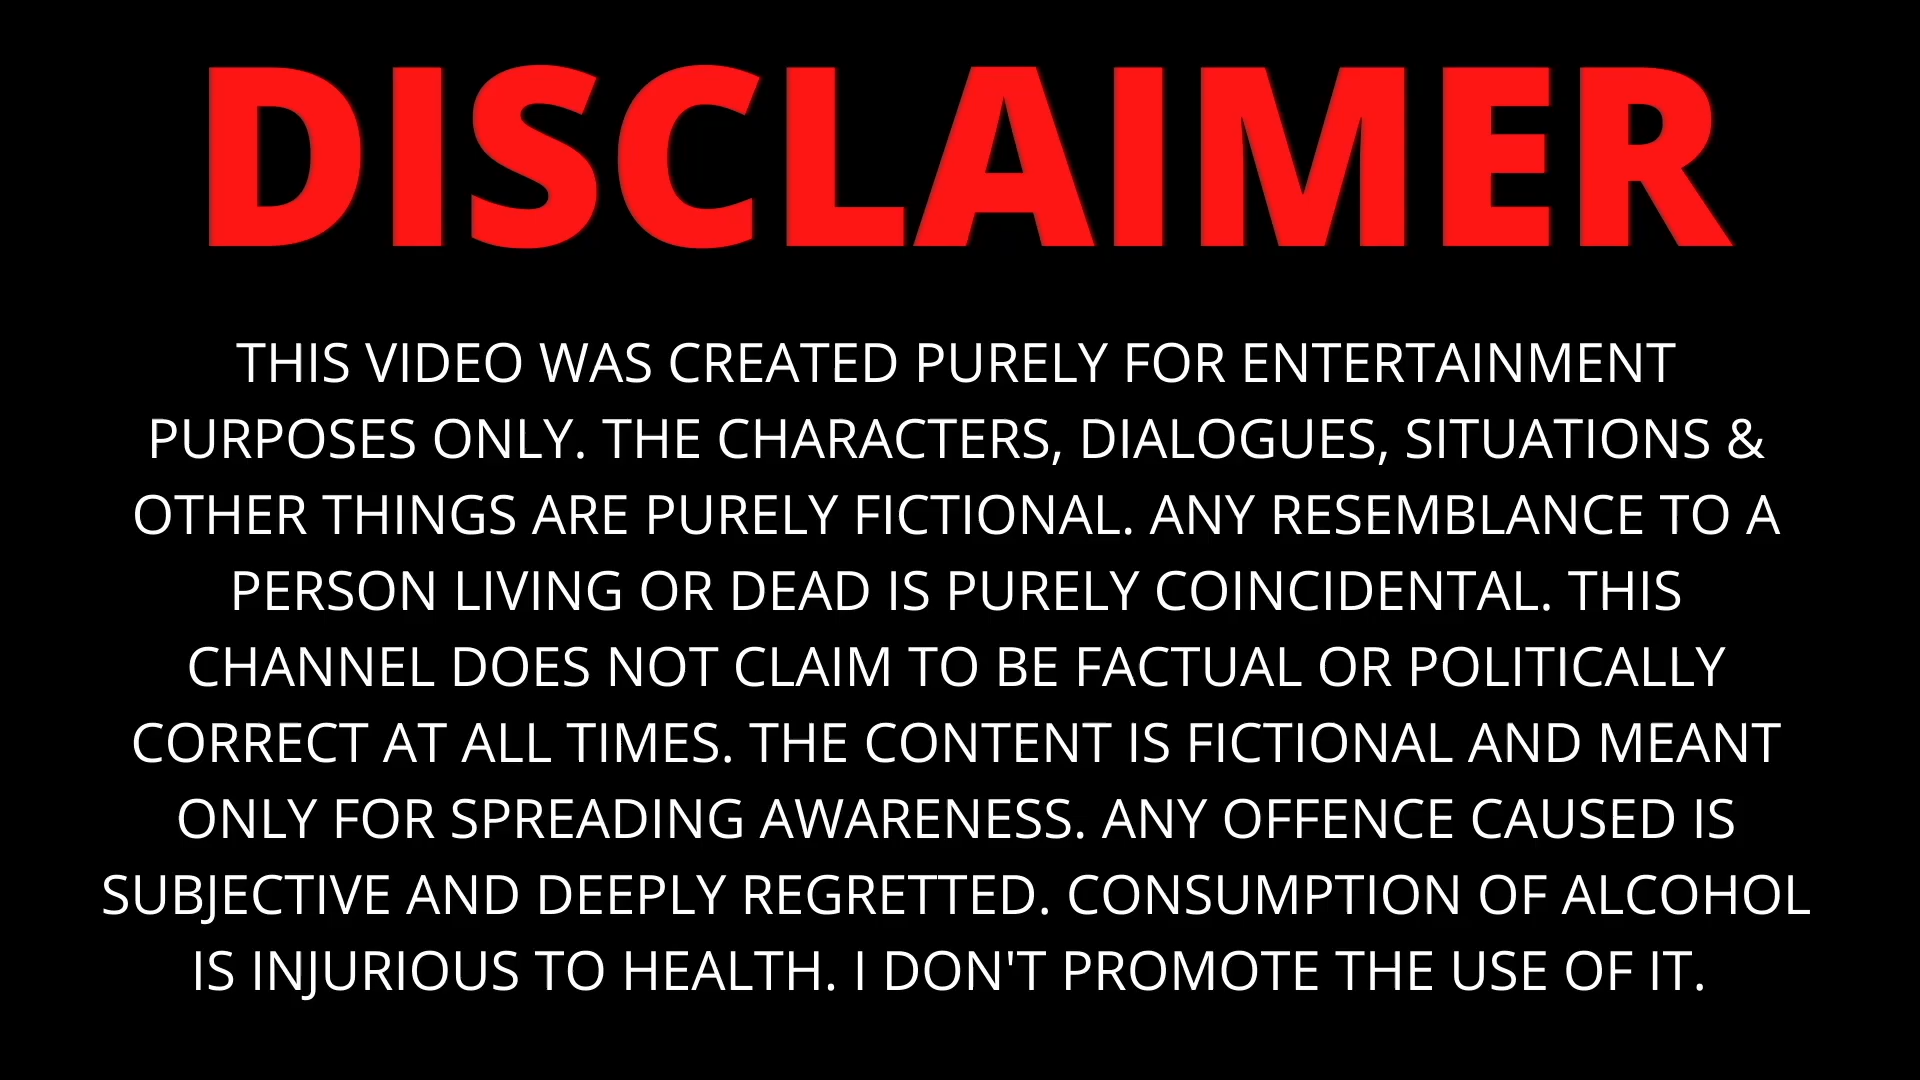 DISCLAIMER
THIS VIDEO WAS CREATED PURELY FOR ENTERTAINMENT
PURPOSES ONLY. THE CHARACTERS, DIALOGUES, SITUATIONS &
OTHER THINGS ARE PURELY FICTIONAL. ANY RESEMBLANCE TO A
PERSON LIVING OR DEAD IS PURELY COINCIDENTAL. THIS
CHANNEL DOES NOT CLAIM TO BE FACTUAL OR POLITICALLY
CORRECT AT ALL TIMES. THE CONTENT IS FICTIONAL AND MEANT
ONLY FOR SPREADING AWARENESS. ANY OFFENCE CAUSED IS
SUBJECTIVE AND DEEPLY REGRETTED. CONSUMPTION OF ALCOHOL
IS INJURIOUS TO HEALTH. I DON'T PROMOTE THE USE OF IT.